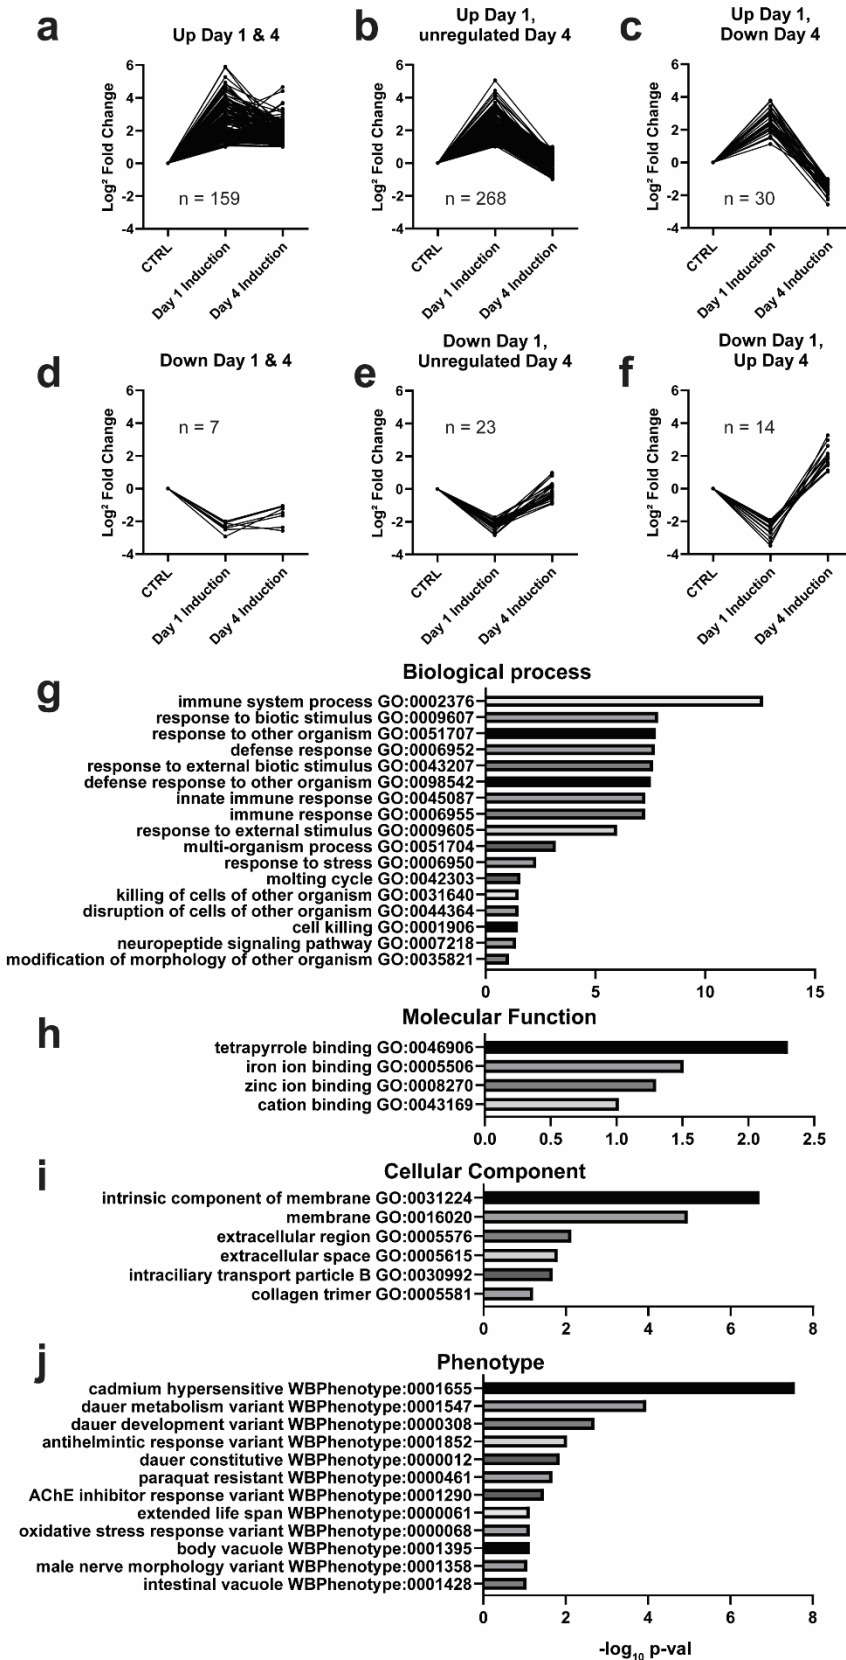 a
Up Day 1 & 4
Log² Fold Change
6
4
2
0
-2
-4
n = 159
CTRL
Day 1 Induction
Day 4 Induction
b
Up Day 1,
unregulated Day 4
Log² Fold Change
6
4
2
0
-2
-4
n = 268
CTRL
Day 1 Induction
Day 4 Induction
c
Up Day 1,
Down Day 4
Log² Fold Change
6
4
2
0
-2
-4
n = 30
CTRL
Day 1 Induction
Day 4 Induction
d
Down Day 1 & 4
Log² Fold Change
6
4
2
0
-2
-4
n = 7
CTRL
Day 1 Induction
Day 4 Induction
e
Down Day 1,
Unregulated Day 4
Log² Fold Change
6
4
2
0
-2
-4
n = 23
CTRL
Day 1 Induction
Day 4 Induction
f
Down Day 1,
Up Day 4
Log² Fold Change
6
4
2
0
-2
-4
n = 14
CTRL
Day 1 Induction
Day 4 Induction
g
Biological process
immune system process GO:0002376
response to biotic stimulus GO:0009607
response to other organism GO:0051707
defense response GO:0006952
response to external biotic stimulus GO:0043207
defense response to other organism GO:0098542
innate immune response GO:0045087
immune response GO:0006955
response to external stimulus GO:0009605
multi-organism process GO:0051704
response to stress GO:0006950
molting cycle GO:0042303
killing of cells of other organism GO:0031640
disruption of cells of other organism GO:0044364
cell killing GO:0001906
neuropeptide signaling pathway GO:0007218
modification of morphology of other organism GO:0035821
0 5 10 15
h
Molecular Function
tetrapyrrole binding GO:0046906
iron ion binding GO:0005506
zinc ion binding GO:0008270
cation binding GO:0043169
0.0 0.5 1.0 1.5 2.0 2.5
i
Cellular Component
intrinsic component of membrane GO:0031224
membrane GO:0016020
extracellular region GO:0005576
extracellular space GO:0005615
intraciliary transport particle B GO:0030992
collagen trimer GO:0005581
0 2 4 6 8
j
Phenotype
cadmium hypersensitive WBPhenotype:0001655
dauer metabolism variant WBPhenotype:0001547
dauer development variant WBPhenotype:0000308
antihelmintic response variant WBPhenotype:0001852
dauer constitutive WBPhenotype:0000012
paraquat resistant WBPhenotype:0000461
AChE inhibitor response variant WBPhenotype:0001290
extended life span WBPhenotype:0000061
oxidative stress response variant WBPhenotype:0000068
body vacuole WBPhenotype:0001395
male nerve morphology variant WBPhenotype:0001358
intestinal vacuole WBPhenotype:0001428
0 2 4 6 8
-log₁₀ p-val